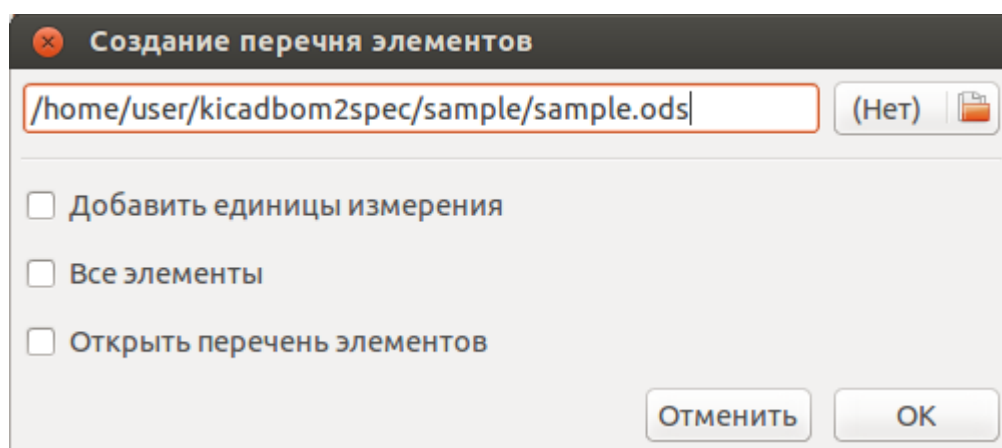 Создание перечня элементов
/home/user/kicadbom2spec/sample/sample.ods
(Нет)
Добавить единицы измерения
Все элементы
Открыть перечень элементов
Отменить OK